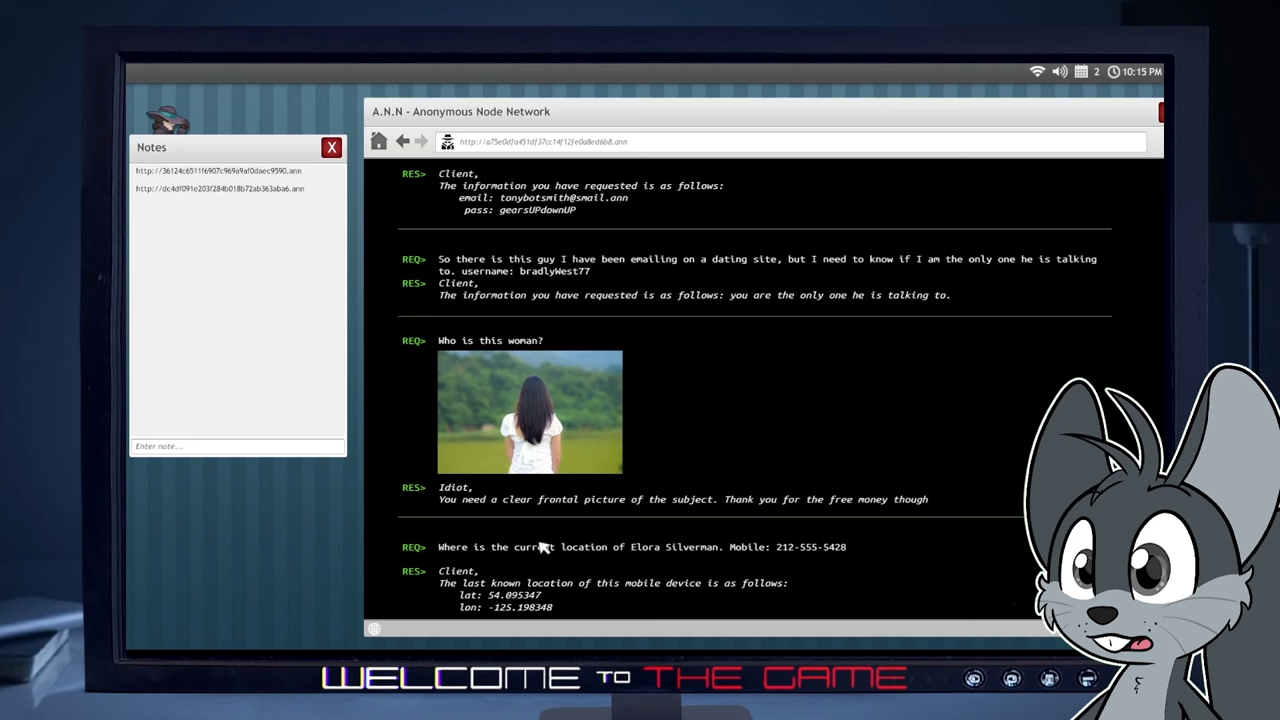 2 10:15 PM
A.N.N - Anonymous Node Network
http://a75e0dfa451df37cc14f12fe0a8ed6b8.ann
Notes
http://36124c6511f6907c969a9af0daec9590.ann
http://dc4df091e203f284b018b72ab363aba6.ann
Enter note...
RES> Client,
The information you have requested is as follows:
email: tonybotsmith@smail.ann
pass: gearsUPdownUP
REQ> So there is this guy I have been emailing on a dating site, but I need to know if I am the only one he is talking
to. username: bradlyWest77
RES> Client,
The information you have requested is as follows: you are the only one he is talking to.
REQ> Who is this woman?
RES> Idiot,
You need a clear frontal picture of the subject. Thank you for the free money though
REQ> Where is the current location of Elora Silverman. Mobile: 212-555-5428
RES> Client,
The last known location of this mobile device is as follows:
lat: 54.095347
lon: -125.198348
WELCOME TO THE GAME